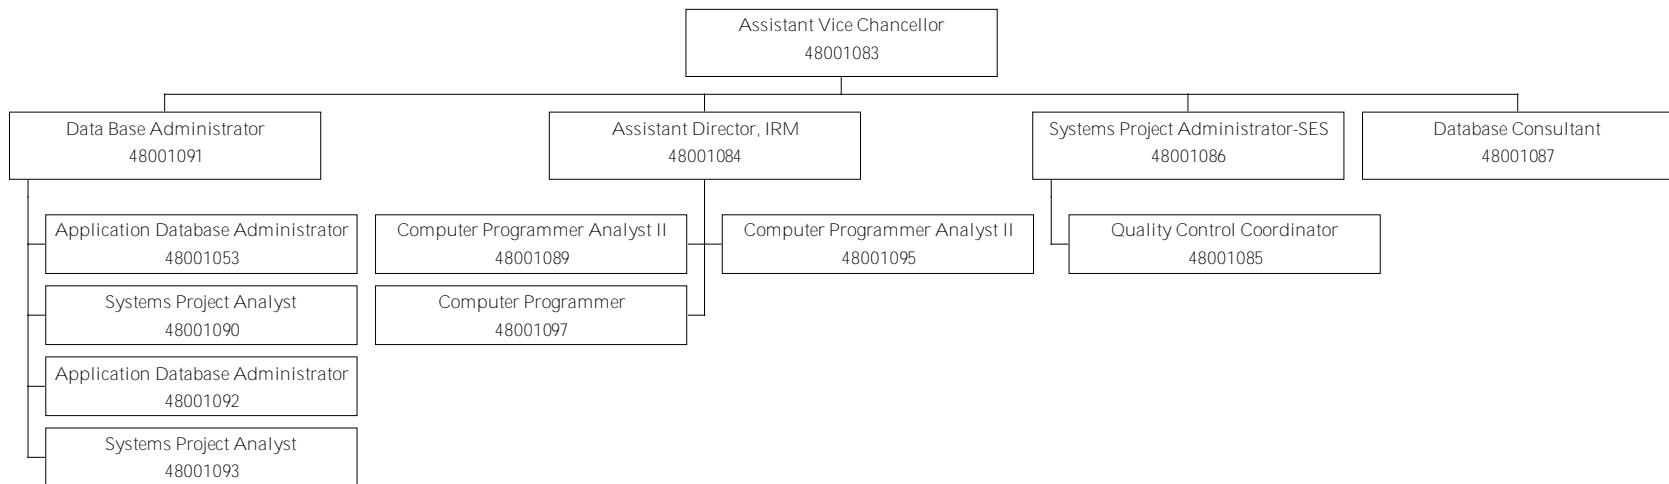 Assistant Vice Chancellor
48001083
Data Base Administrator
48001091
Assistant Director, IRM
48001084
Systems Project Administrator-SES
48001086
Database Consultant
48001087
Application Database Administrator
48001053
Computer Programmer Analyst II
48001089
Computer Programmer Analyst II
48001095
Quality Control Coordinator
48001085
Systems Project Analyst
48001090
Computer Programmer
48001097
Application Database Administrator
48001092
Systems Project Analyst
48001093